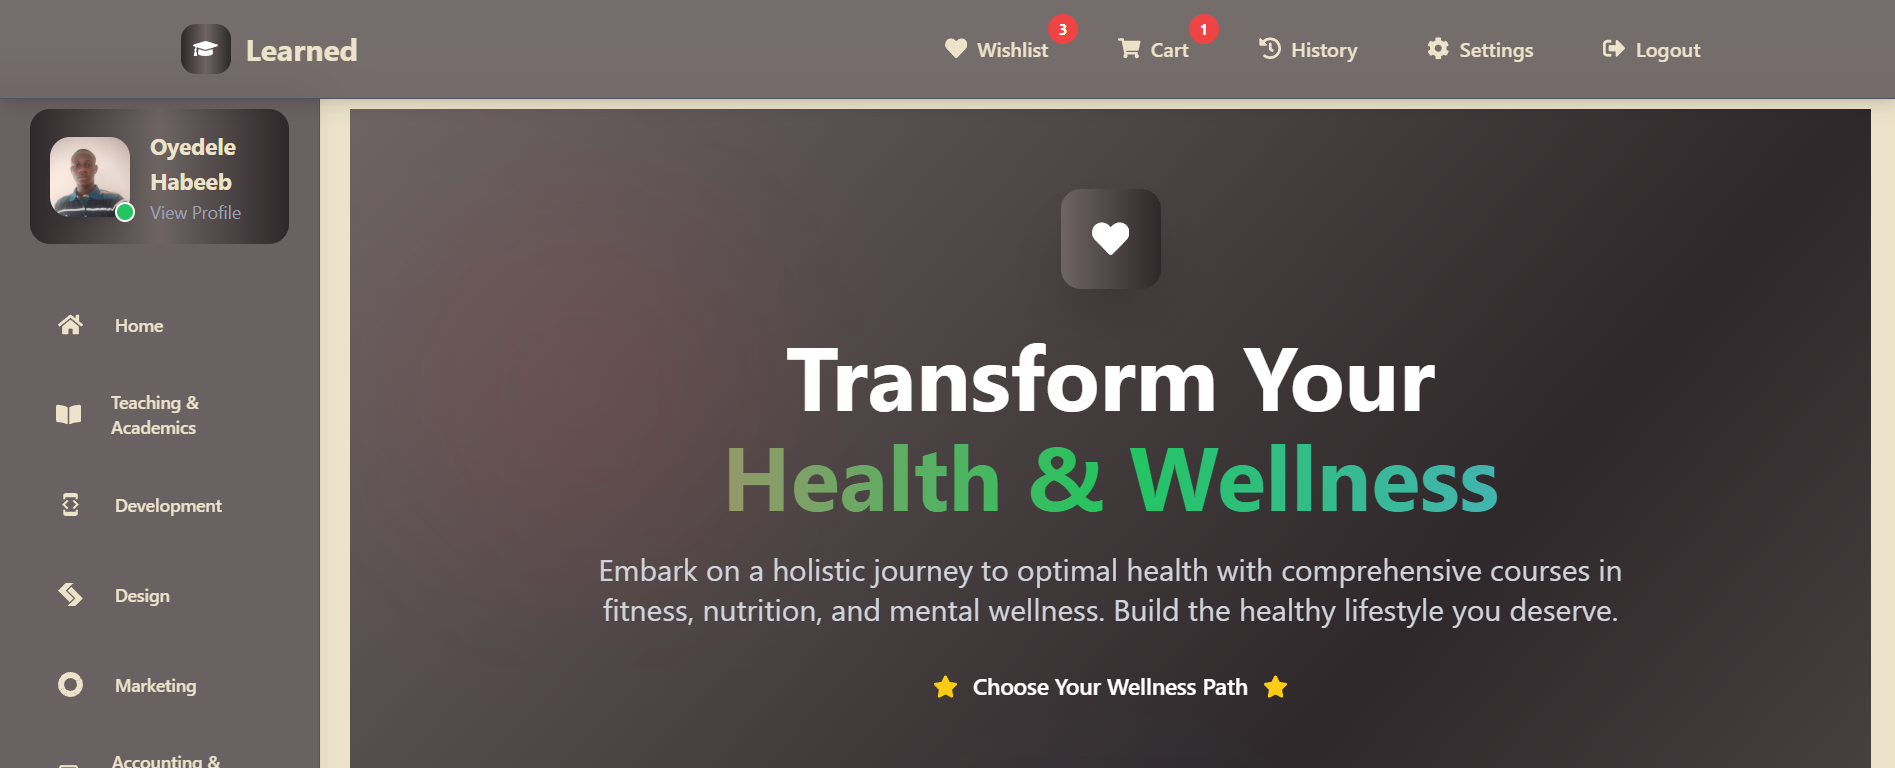 Learned
Wishlist
3
Cart
1
History
Settings
Logout
Oyedele
Habeeb
View Profile
Home
Teaching &
Academics
Development
Design
Marketing
Accounting &
Transform Your
Health & Wellness
Embark on a holistic journey to optimal health with comprehensive courses in
fitness, nutrition, and mental wellness. Build the healthy lifestyle you deserve.
Choose Your Wellness Path